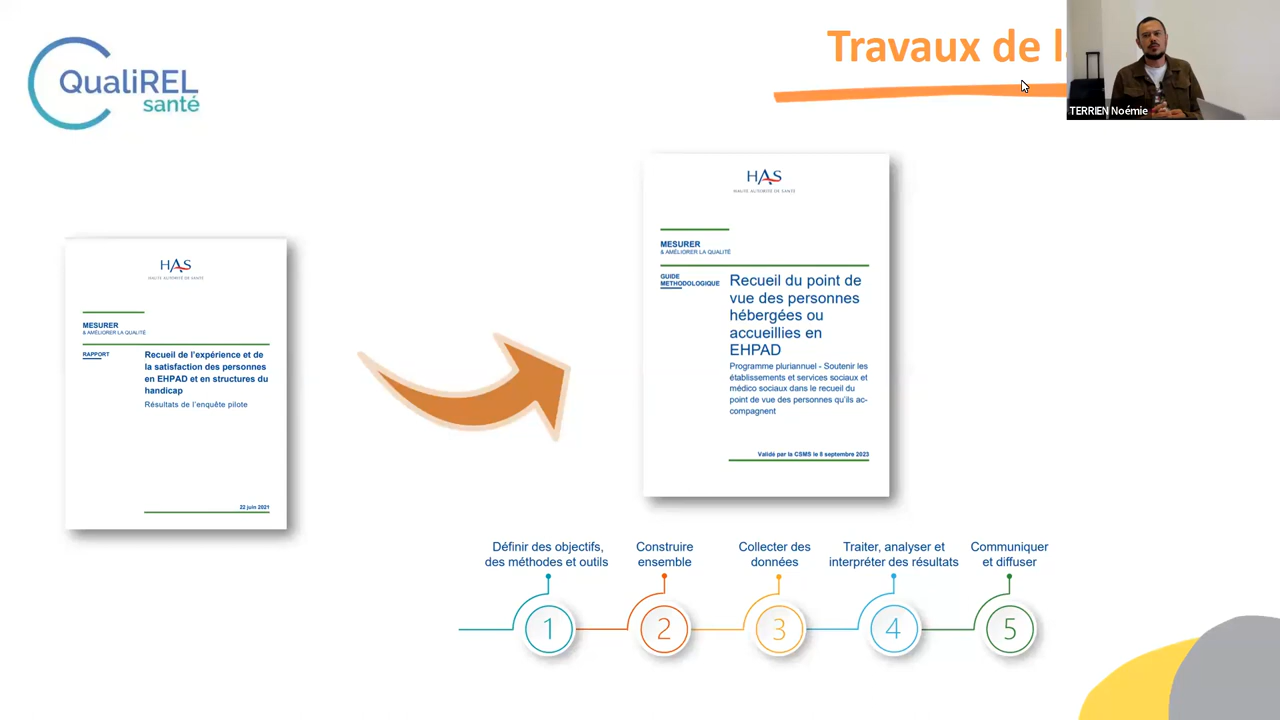 QualiREL
santé
Travaux de l
TERRIEN Noémie
HAS
HAUTE AUTORITÉ DE SANTÉ
MESURER
& AMÉLIORER LA QUALITÉ
RAPPORT
Recueil de l'expérience et de
la satisfaction des personnes
en EHPAD et en structures du
handicap
Résultats de l'enquête pilote
22 juin 2021
HAS
HAUTE AUTORITÉ DE SANTÉ
MESURER
& AMÉLIORER LA QUALITÉ
GUIDE
METHODOLOGIQUE
Recueil du point de
vue des personnes
hébergées ou
accueillies en
EHPAD
Programme pluriannuel - Soutenir les
établissements et services sociaux et
médico sociaux dans le recueil du
point de vue des personnes qu'ils ac-
compagnent
Validé par la CSMS le 8 septembre 2023
Définir des objectifs,
des méthodes et outils
Construire
ensemble
Collecter des
données
Traiter, analyser et
interpréter des résultats
Communiquer
et diffuser
1
2
3
4
5